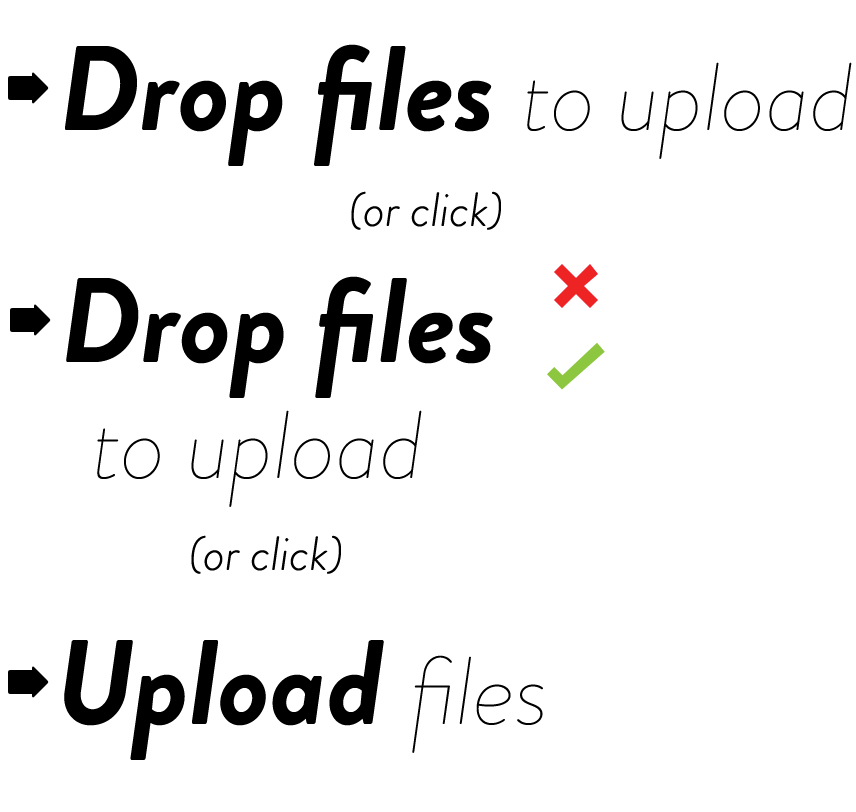 Drop files to upload
(or click)
Drop files
to upload
(or click)
Upload files